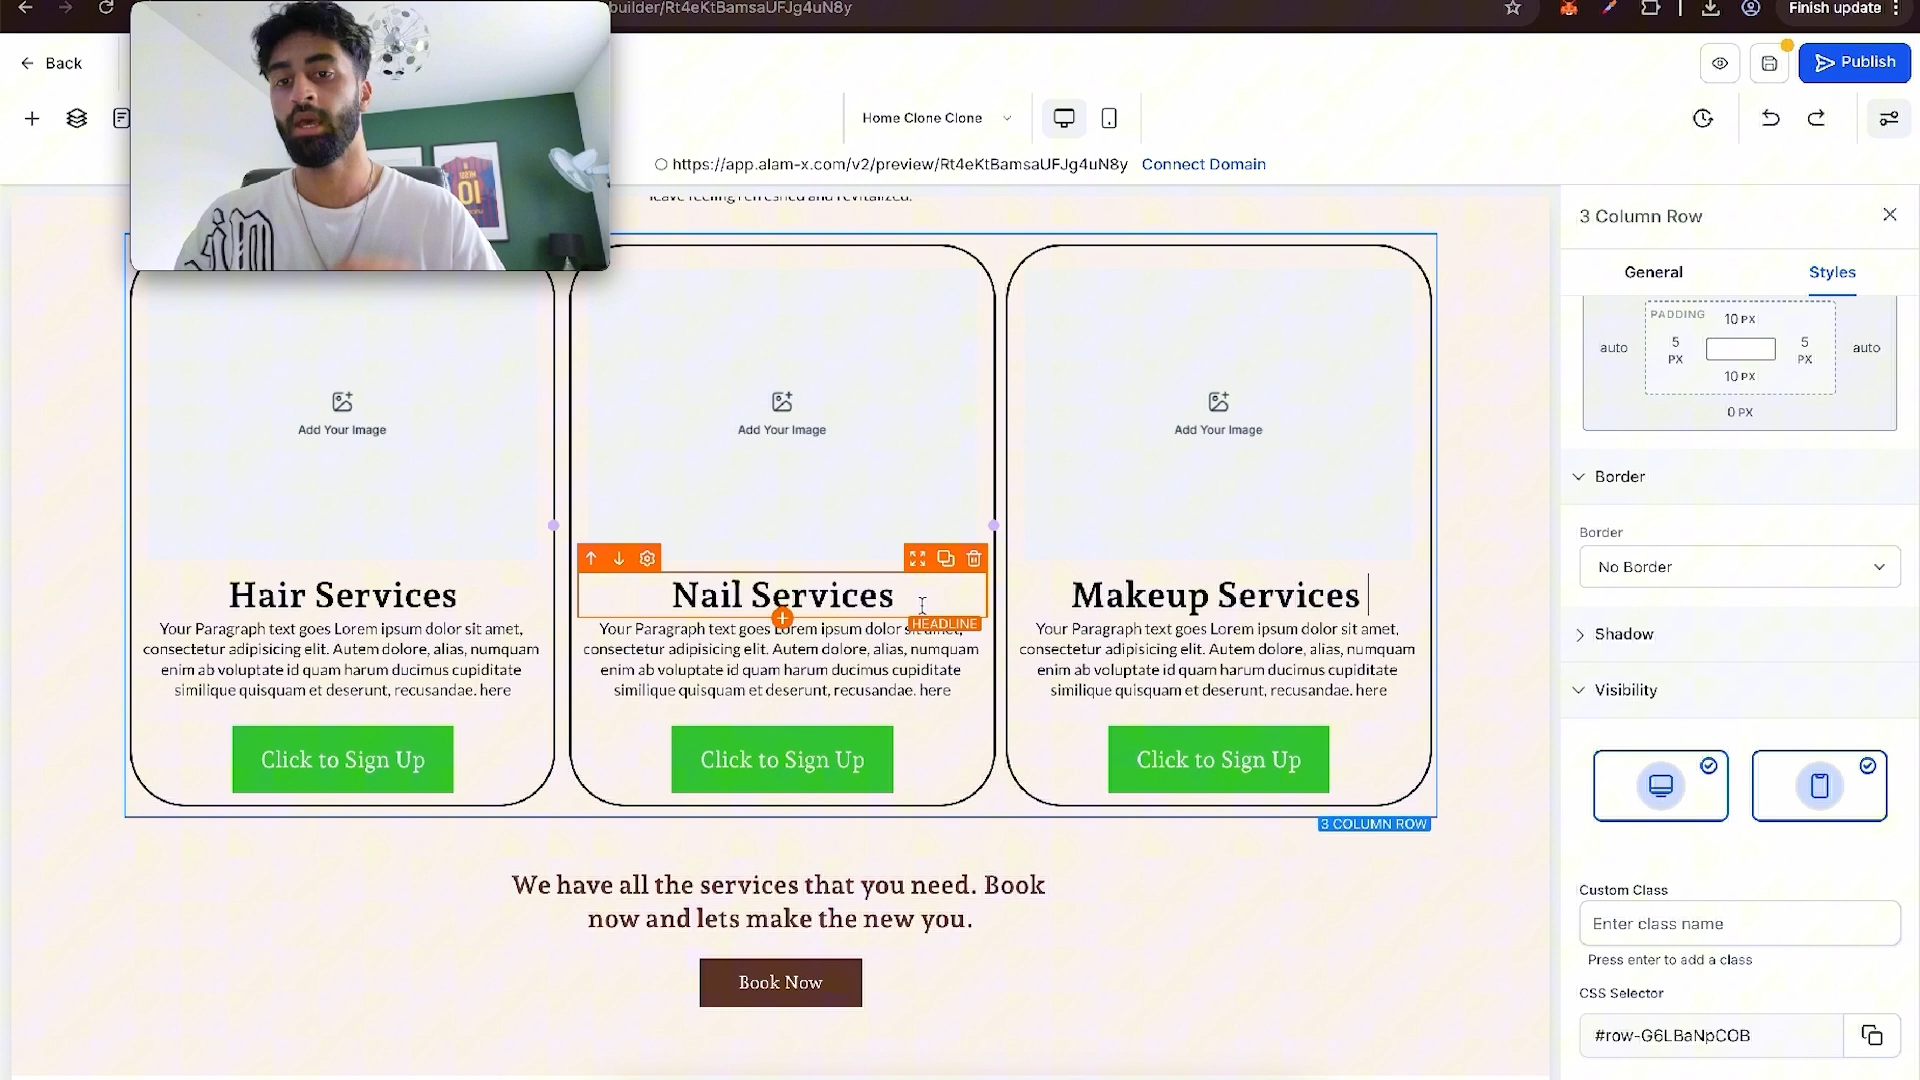 builder/Rt4eKtBamsaUFJg4uN8y
Finish update
Back
Publish
Home Clone Clone
https://app.alam-x.com/v2/preview/Rt4eKtBamsaUFJg4uN8y Connect Domain
leave feeling refreshed and revitalized.
3 Column Row
General
Styles
PADDING
10 PX
auto
5 PX
5 PX
auto
10 PX
0 PX
Border
Border
No Border
Shadow
Visibility
Custom Class
Enter class name
Press enter to add a class
CSS Selector
#row-G6LBaNpCOB
Add Your Image
Add Your Image
Add Your Image
Hair Services
Nail Services
Makeup Services
HEADLINE
Your Paragraph text goes Lorem ipsum dolor sit amet,
consectetur adipisicing elit. Autem dolore, alias, numquam
enim ab voluptate id quam harum ducimus cupiditate
similique quisquam et deserunt, recusandae. here
Your Paragraph text goes Lorem ipsum dolor sit amet,
consectetur adipisicing elit. Autem dolore, alias, numquam
enim ab voluptate id quam harum ducimus cupiditate
similique quisquam et deserunt, recusandae. here
Your Paragraph text goes Lorem ipsum dolor sit amet,
consectetur adipisicing elit. Autem dolore, alias, numquam
enim ab voluptate id quam harum ducimus cupiditate
similique quisquam et deserunt, recusandae. here
Click to Sign Up
Click to Sign Up
Click to Sign Up
3 COLUMN ROW
We have all the services that you need. Book
now and lets make the new you.
Book Now